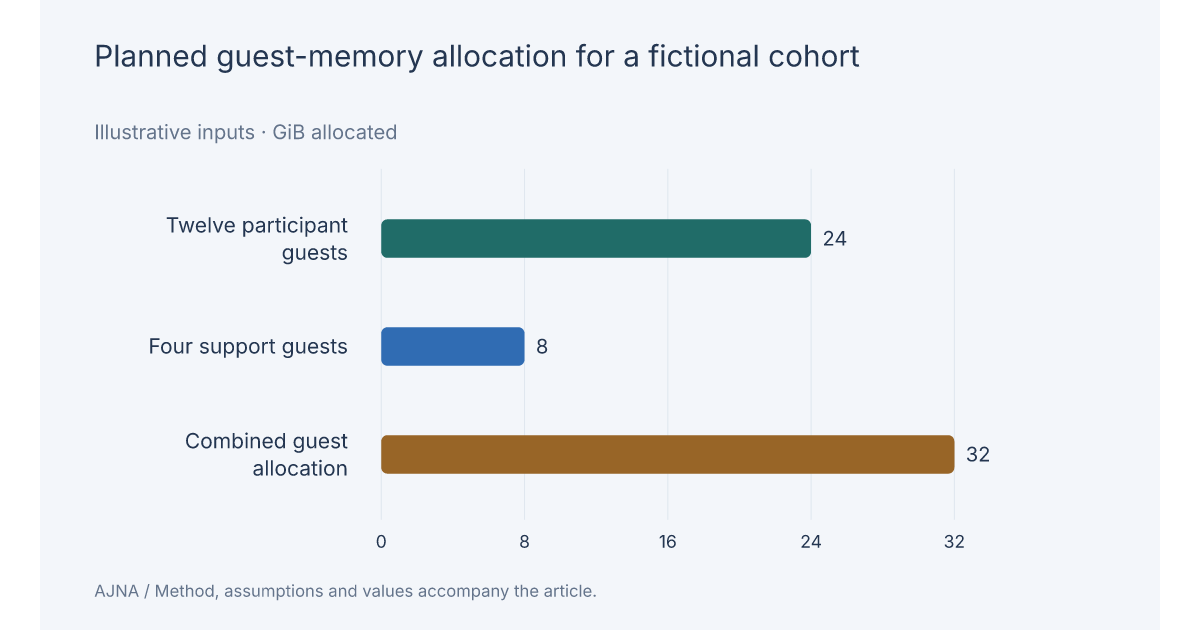 Planned guest-memory allocation for a fictional cohort
Illustrative inputs · GiB allocated
Twelve participant
guests
24
Four support guests
8
Combined guest
allocation
32
0 8 16 24 32
AJNA / Method, assumptions and values accompany the article.